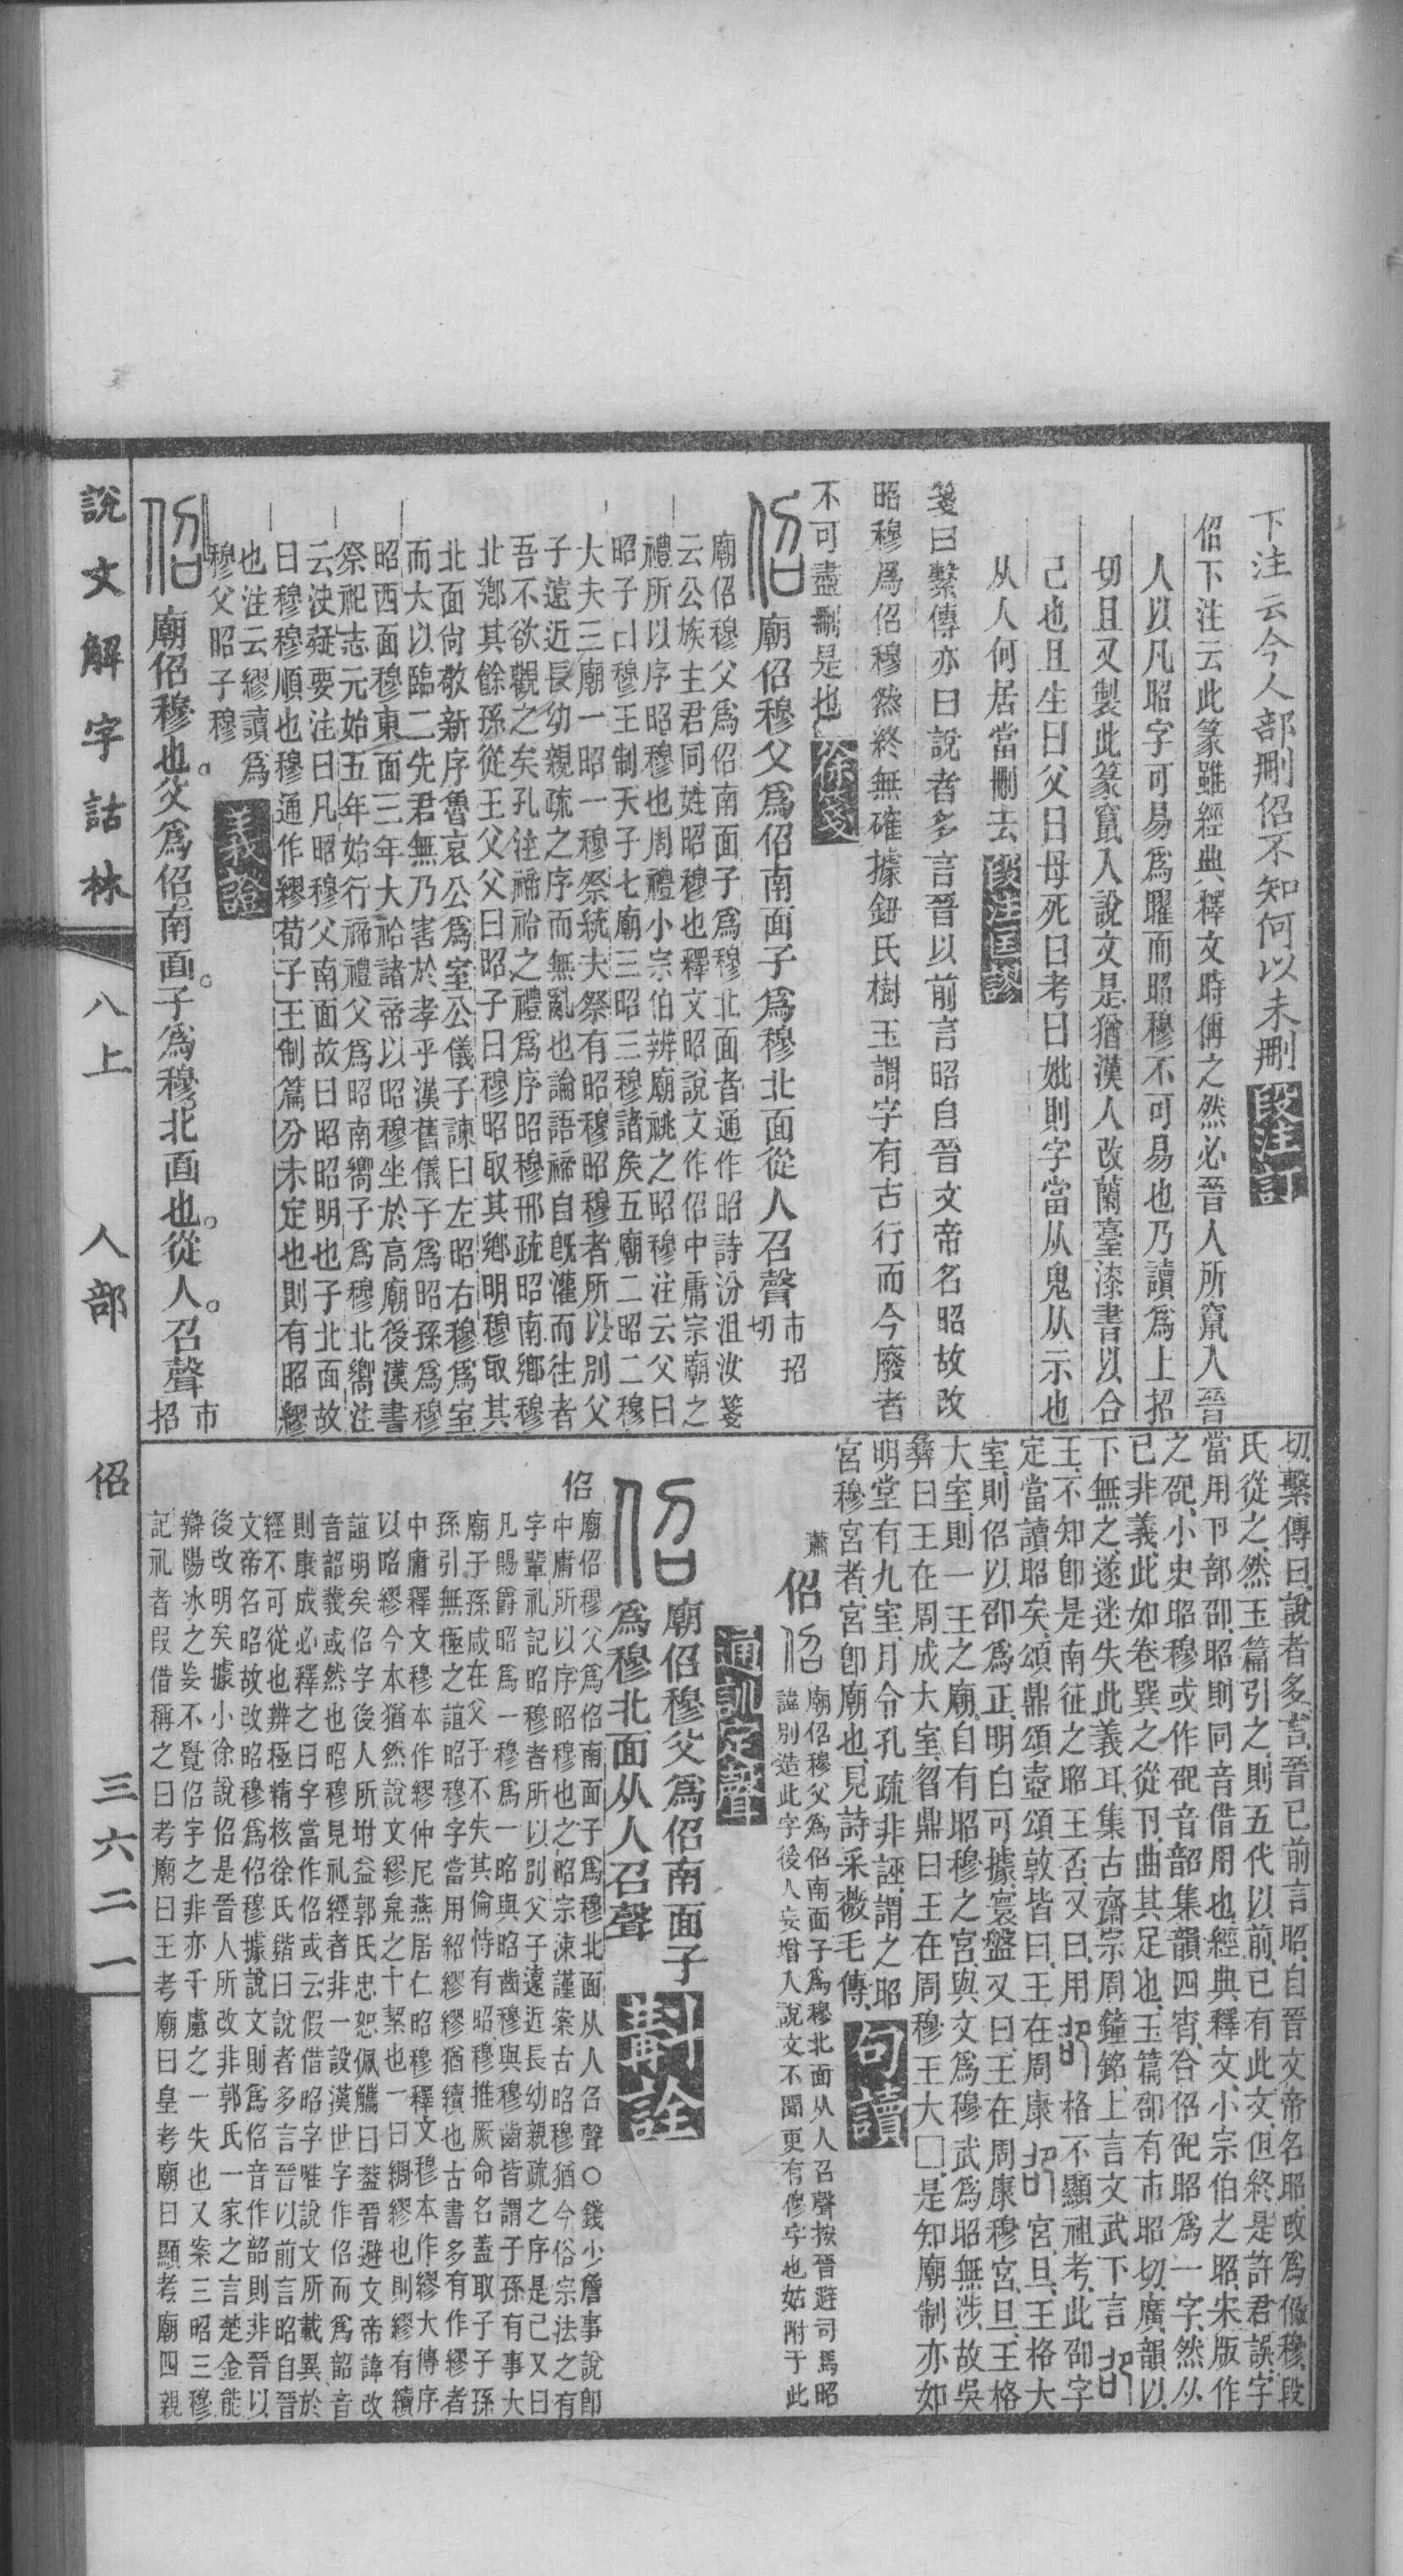 下注云今人部刪佋不知何以未刪段注訂
佋下注云此篆雖經典釋文時偁之然必晉人所竄入晉
人以凡昭字可易爲曜而昭穆不可易也乃讀爲上招
切且又製此篆竄入說文是猶漢人改蘭臺漆書以合
己也且生曰父曰母死曰考曰妣則字當从鬼从示也
从人何居當刪去段注匡謬
箋曰繫傳亦曰說者多言晉以前言昭自晉文帝名昭故改
昭穆爲佋穆然終無確據鈕氏樹玉謂字有古行而今廢者
不可盡刪是也徐箋
佋廟佋穆父爲佋南面子爲穆北面從人召聲市招切
廟佋穆父爲佋南面子爲穆北面者通作昭詩汾沮汝箋
云公族主君同姓昭穆也釋文昭說文作佋中庸宗廟之
禮所以序昭穆也周禮小宗伯辨廟祧之昭穆注云父曰
昭子曰穆王制天子七廟三昭三穆諸矦五廟二昭二穆
大夫三廟一昭一穆祭統夫祭有昭穆昭穆者所以別父
子遠近長幼親疏之序而無亂也論語禘自旣灌而往者
吾不欲觀之矣孔注禘祫之禮爲序昭穆邢疏昭南鄉穆
北鄉其餘孫從王父父曰昭子曰穆昭取其鄉明穆取其
北面尙敬新序魯哀公爲室公儀子諫曰左昭右穆爲室
而大以臨二先君無乃害於孝乎漢舊儀子爲昭孫爲穆
昭西面穆東面三年大祫諸帝以昭穆坐於高廟後漢書
祭祀志元始五年始行禘禮父爲昭南嚮子爲穆北嚮注
云決疑要注曰凡昭穆父南面故曰昭昭明也子北面故
曰穆穆順也穆通作繆荀子王制篇分未定也則有昭繆
也注云繆讀爲
穆父昭子穆義證
佋廟佋穆也。父爲佋南面。子爲穆北面也。從人。召聲市招
切繫傳曰說者多言晉已前言昭自晉文帝名昭改爲佋穆段
氏從之然玉篇引之則五代以前已有此文但終是許君誤字
當用卩部卲昭則同音借用也經典釋文小宗伯之昭宋版作
之㲈小史昭穆或作㲈音韶集韻四宵合佋㲈昭爲一字然从
已非義此如卷巽之從卪曲其足也玉篇卲有市昭切廣韻以
下無之遂迷失此義耳集古齋宗周鐘銘上言文武下言卲
王不知卽是南征之昭王否又曰用卲格不顯祖考此卲字
定當讀昭矣頌鼎頌壺頌敦皆曰王在周康卲宮旦王格大
室則佋以卲爲正明白可據寰盤又曰王在周康穆宮旦王格
大室則一王之廟自有昭穆之宮與文爲穆武爲昭無涉故吳
彝曰王在周成大室曶鼎曰王在周穆王大□是知廟制亦如
明堂有九室月令孔疏非誣謂之昭
宮穆宮者宮卽廟也見詩采薇毛傳句讀
蕭佋佋廟佋穆父爲佋南面子爲穆北面从人召聲按晉避司馬昭
諱別造此字後人妄增入說文不聞更有㑋字也姑附于此
通訓定聲
佋廟佋穆父爲佋南面子
爲穆北面从人召聲斠詮
佋廟佋穆父爲佋南面子爲穆北面从人召聲○錢少詹事說卽
中庸所以序昭穆也之昭宗涑謹案古昭穆猶今俗宗法之有
字輩礼記昭穆者所以別父子遠近長幼親疏之序是已又曰
凡賜爵昭爲一穆爲一昭與昭齒穆與穆齒皆謂子孫有事大
廟子孫咸在父子不失其倫恃有昭穆推厥命名蓋取子子孫
孫引無極之誼昭穆字當用紹繆繆猶續也古書多有作繆者
中庸釋文穆本作繆仲尼燕居仁昭穆釋文穆本作繆大傳序
以昭繆今本猶然說文繆枲之十絜也一曰綢繆也則繆有續
誼明矣佋字後人所坿益郭氏忠恕佩觿曰蓋晉避文帝諱改
音韶義或然也昭穆見礼經者非一設漢世字作佋而爲韶音
則康成必釋之曰字當作佋或云假借昭字唯說文所載異於
經不可從也辨極精核徐氏鍇曰說者多言晉以前言昭自晉
文帝名昭故改昭穆爲佋穆據說文則爲佋音作韶則非晉以
後改明矣據小徐說佋是晉人所改非郭氏一家之言楚金能
辯陽冰之妄不覺佋字之非亦千慮之一失也又案三昭三穆
記礼者叚借稱之曰考廟曰王考廟曰皇考廟曰顯考廟四親
說文解字詁林 八上 人部 佋 三六二一